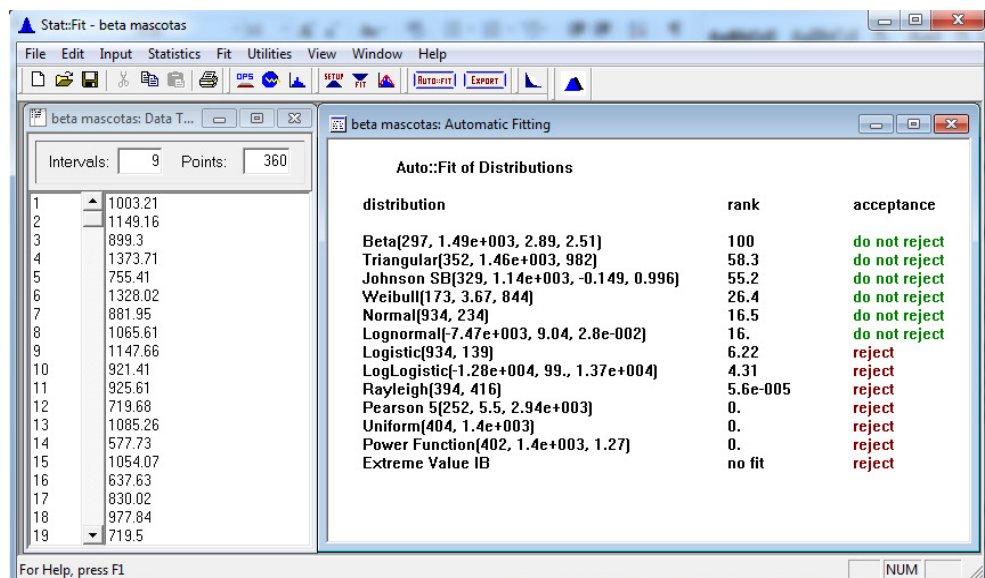 Stat::Fit - beta mascotas
File Edit Input Statistics Fit Utilities View Window Help
OPS SETUP FIT AUTO::FIT EXPORT
beta mascotas: Data T...
Intervals: 9 Points: 360
1 1003.21
2 1149.16
3 899.3
4 1373.71
5 755.41
6 1328.02
7 881.95
8 1065.61
9 1147.66
10 921.41
11 925.61
12 719.68
13 1085.26
14 577.73
15 1054.07
16 637.63
17 830.02
18 977.84
19 719.5
beta mascotas: Automatic Fitting
Auto::Fit of Distributions
distribution rank acceptance
Beta(297, 1.49e+003, 2.89, 2.51) 100 do not reject
Triangular(352, 1.46e+003, 982) 58.3 do not reject
Johnson SB(329, 1.14e+003, -0.149, 0.996) 55.2 do not reject
Weibull(173, 3.67, 844) 26.4 do not reject
Normal(934, 234) 16.5 do not reject
Lognormal(-7.47e+003, 9.04, 2.8e-002) 16. do not reject
Logistic(934, 139) 6.22 reject
LogLogistic(-1.28e+004, 99., 1.37e+004) 4.31 reject
Rayleigh(394, 416) 5.6e-005 reject
Pearson 5(252, 5.5, 2.94e+003) 0. reject
Uniform(404, 1.4e+003) 0. reject
Power Function(402, 1.4e+003, 1.27) 0. reject
Extreme Value IB no fit reject
For Help, press F1 NUM